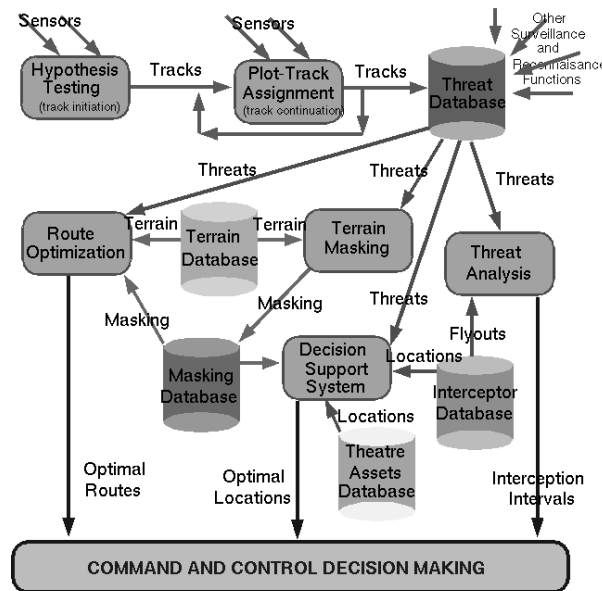 Sensors
Sensors
Other
Surveillance
and
Reconnaisance
Functions
Hypothesis
Testing
(track initiation)
Tracks
Plot-Track
Assignment
(track continuation)
Tracks
Threat
Database
Threats
Threats
Threats
Route
Optimization
Terrain
Terrain
Database
Terrain
Terrain
Masking
Threat
Analysis
Masking
Masking
Threats
Flyouts
Masking
Database
Decision
Support
System
Locations
Interceptor
Database
Locations
Theatre
Assets
Database
Optimal
Routes
Optimal
Locations
Interception
Intervals
COMMAND AND CONTROL DECISION MAKING